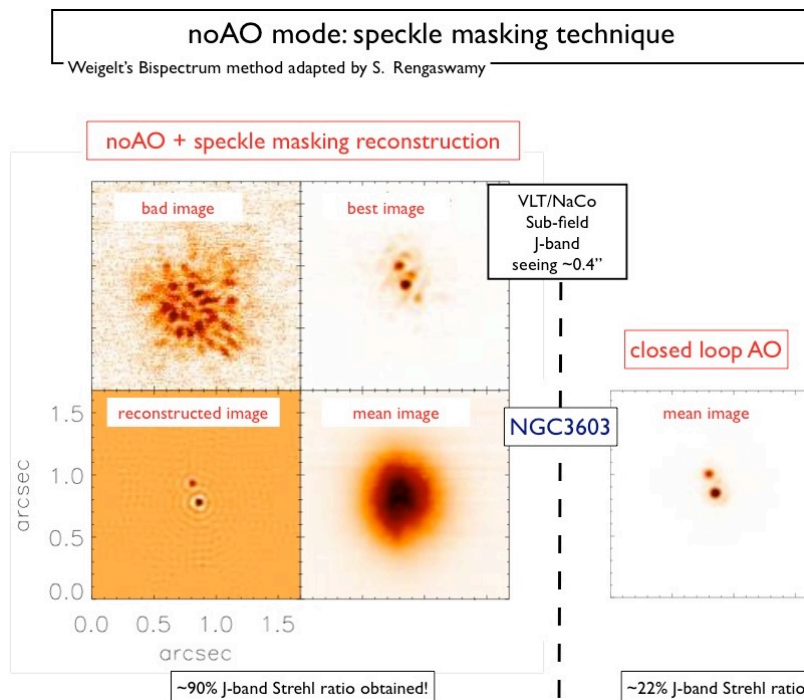 noAO mode: speckle masking technique
Weigelt's Bispectrum method adapted by S. Rengaswamy
noAO + speckle masking reconstruction
bad image
best image
VLT/NaCo
Sub-field
J-band
seeing ~0.4”
closed loop AO
reconstructed image
mean image
NGC3603
mean image
1.5
1.0
0.5
0.0
arcsec
0.0 0.5 1.0 1.5
arcsec
~90% J-band Strehl ratio obtained!
~22% J-band Strehl ratio